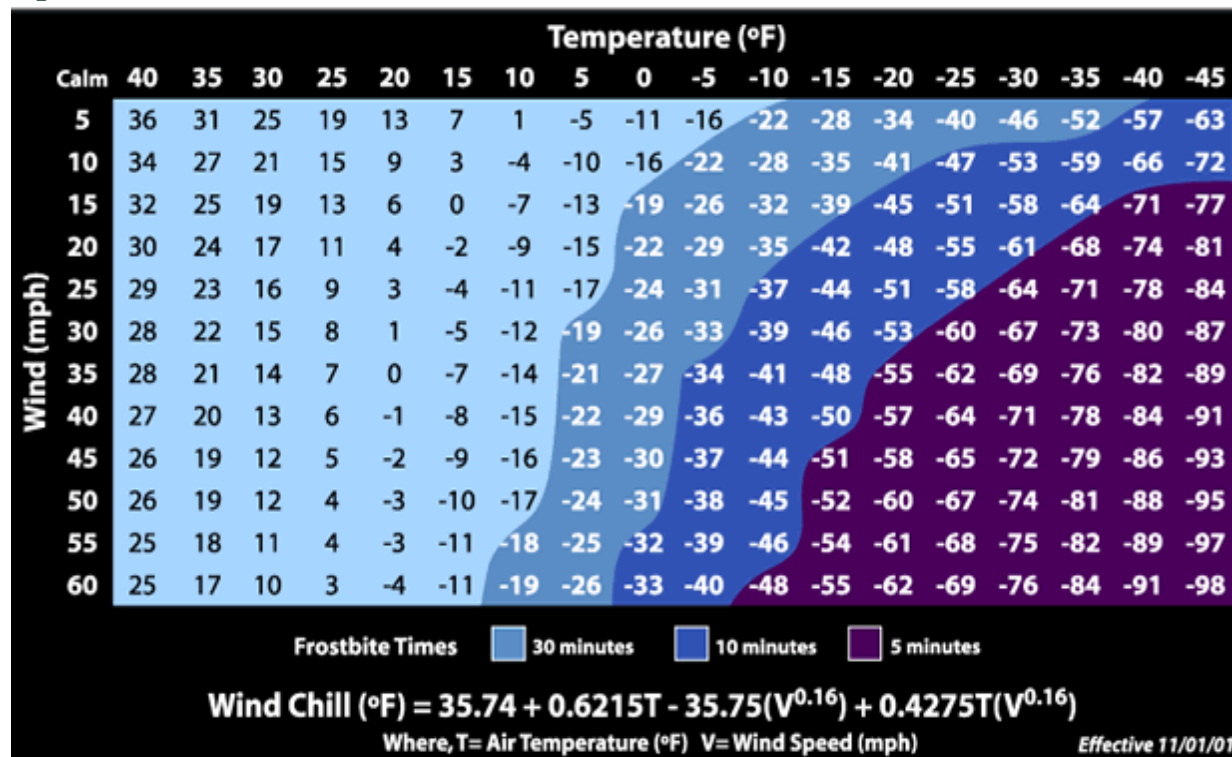 Temperature (ºF)
Calm 40 35 30 25 20 15 10 5 0 -5 -10 -15 -20 -25 -30 -35 -40 -45
5 36 31 25 19 13 7 1 -5 -11 -16 -22 -28 -34 -40 -46 -52 -57 -63
10 34 27 21 15 9 3 -4 -10 -16 -22 -28 -35 -41 -47 -53 -59 -66 -72
15 32 25 19 13 6 0 -7 -13 -19 -26 -32 -39 -45 -51 -58 -64 -71 -77
20 30 24 17 11 4 -2 -9 -15 -22 -29 -35 -42 -48 -55 -61 -68 -74 -81
25 29 23 16 9 3 -4 -11 -17 -24 -31 -37 -44 -51 -58 -64 -71 -78 -84
30 28 22 15 8 1 -5 -12 -19 -26 -33 -39 -46 -53 -60 -67 -73 -80 -87
35 28 21 14 7 0 -7 -14 -21 -27 -34 -41 -48 -55 -62 -69 -76 -82 -89
40 27 20 13 6 -1 -8 -15 -22 -29 -36 -43 -50 -57 -64 -71 -78 -84 -91
45 26 19 12 5 -2 -9 -16 -23 -30 -37 -44 -51 -58 -65 -72 -79 -86 -93
50 26 19 12 4 -3 -10 -17 -24 -31 -38 -45 -52 -60 -67 -74 -81 -88 -95
55 25 18 11 4 -3 -11 -18 -25 -32 -39 -46 -54 -61 -68 -75 -82 -89 -97
60 25 17 10 3 -4 -11 -19 -26 -33 -40 -48 -55 -62 -69 -76 -84 -91 -98
Wind (mph)
Frostbite Times 30 minutes 10 minutes 5 minutes
Wind Chill (ºF) = 35.74 + 0.6215T - 35.75(V^0.16) + 0.4275T(V^0.16)
Where, T= Air Temperature (ºF) V= Wind Speed (mph)
Effective 11/01/01